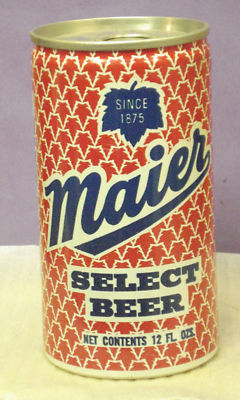 SINCE
1875
Maier
SELECT
BEER
NET CONTENTS 12 FL. OZS.